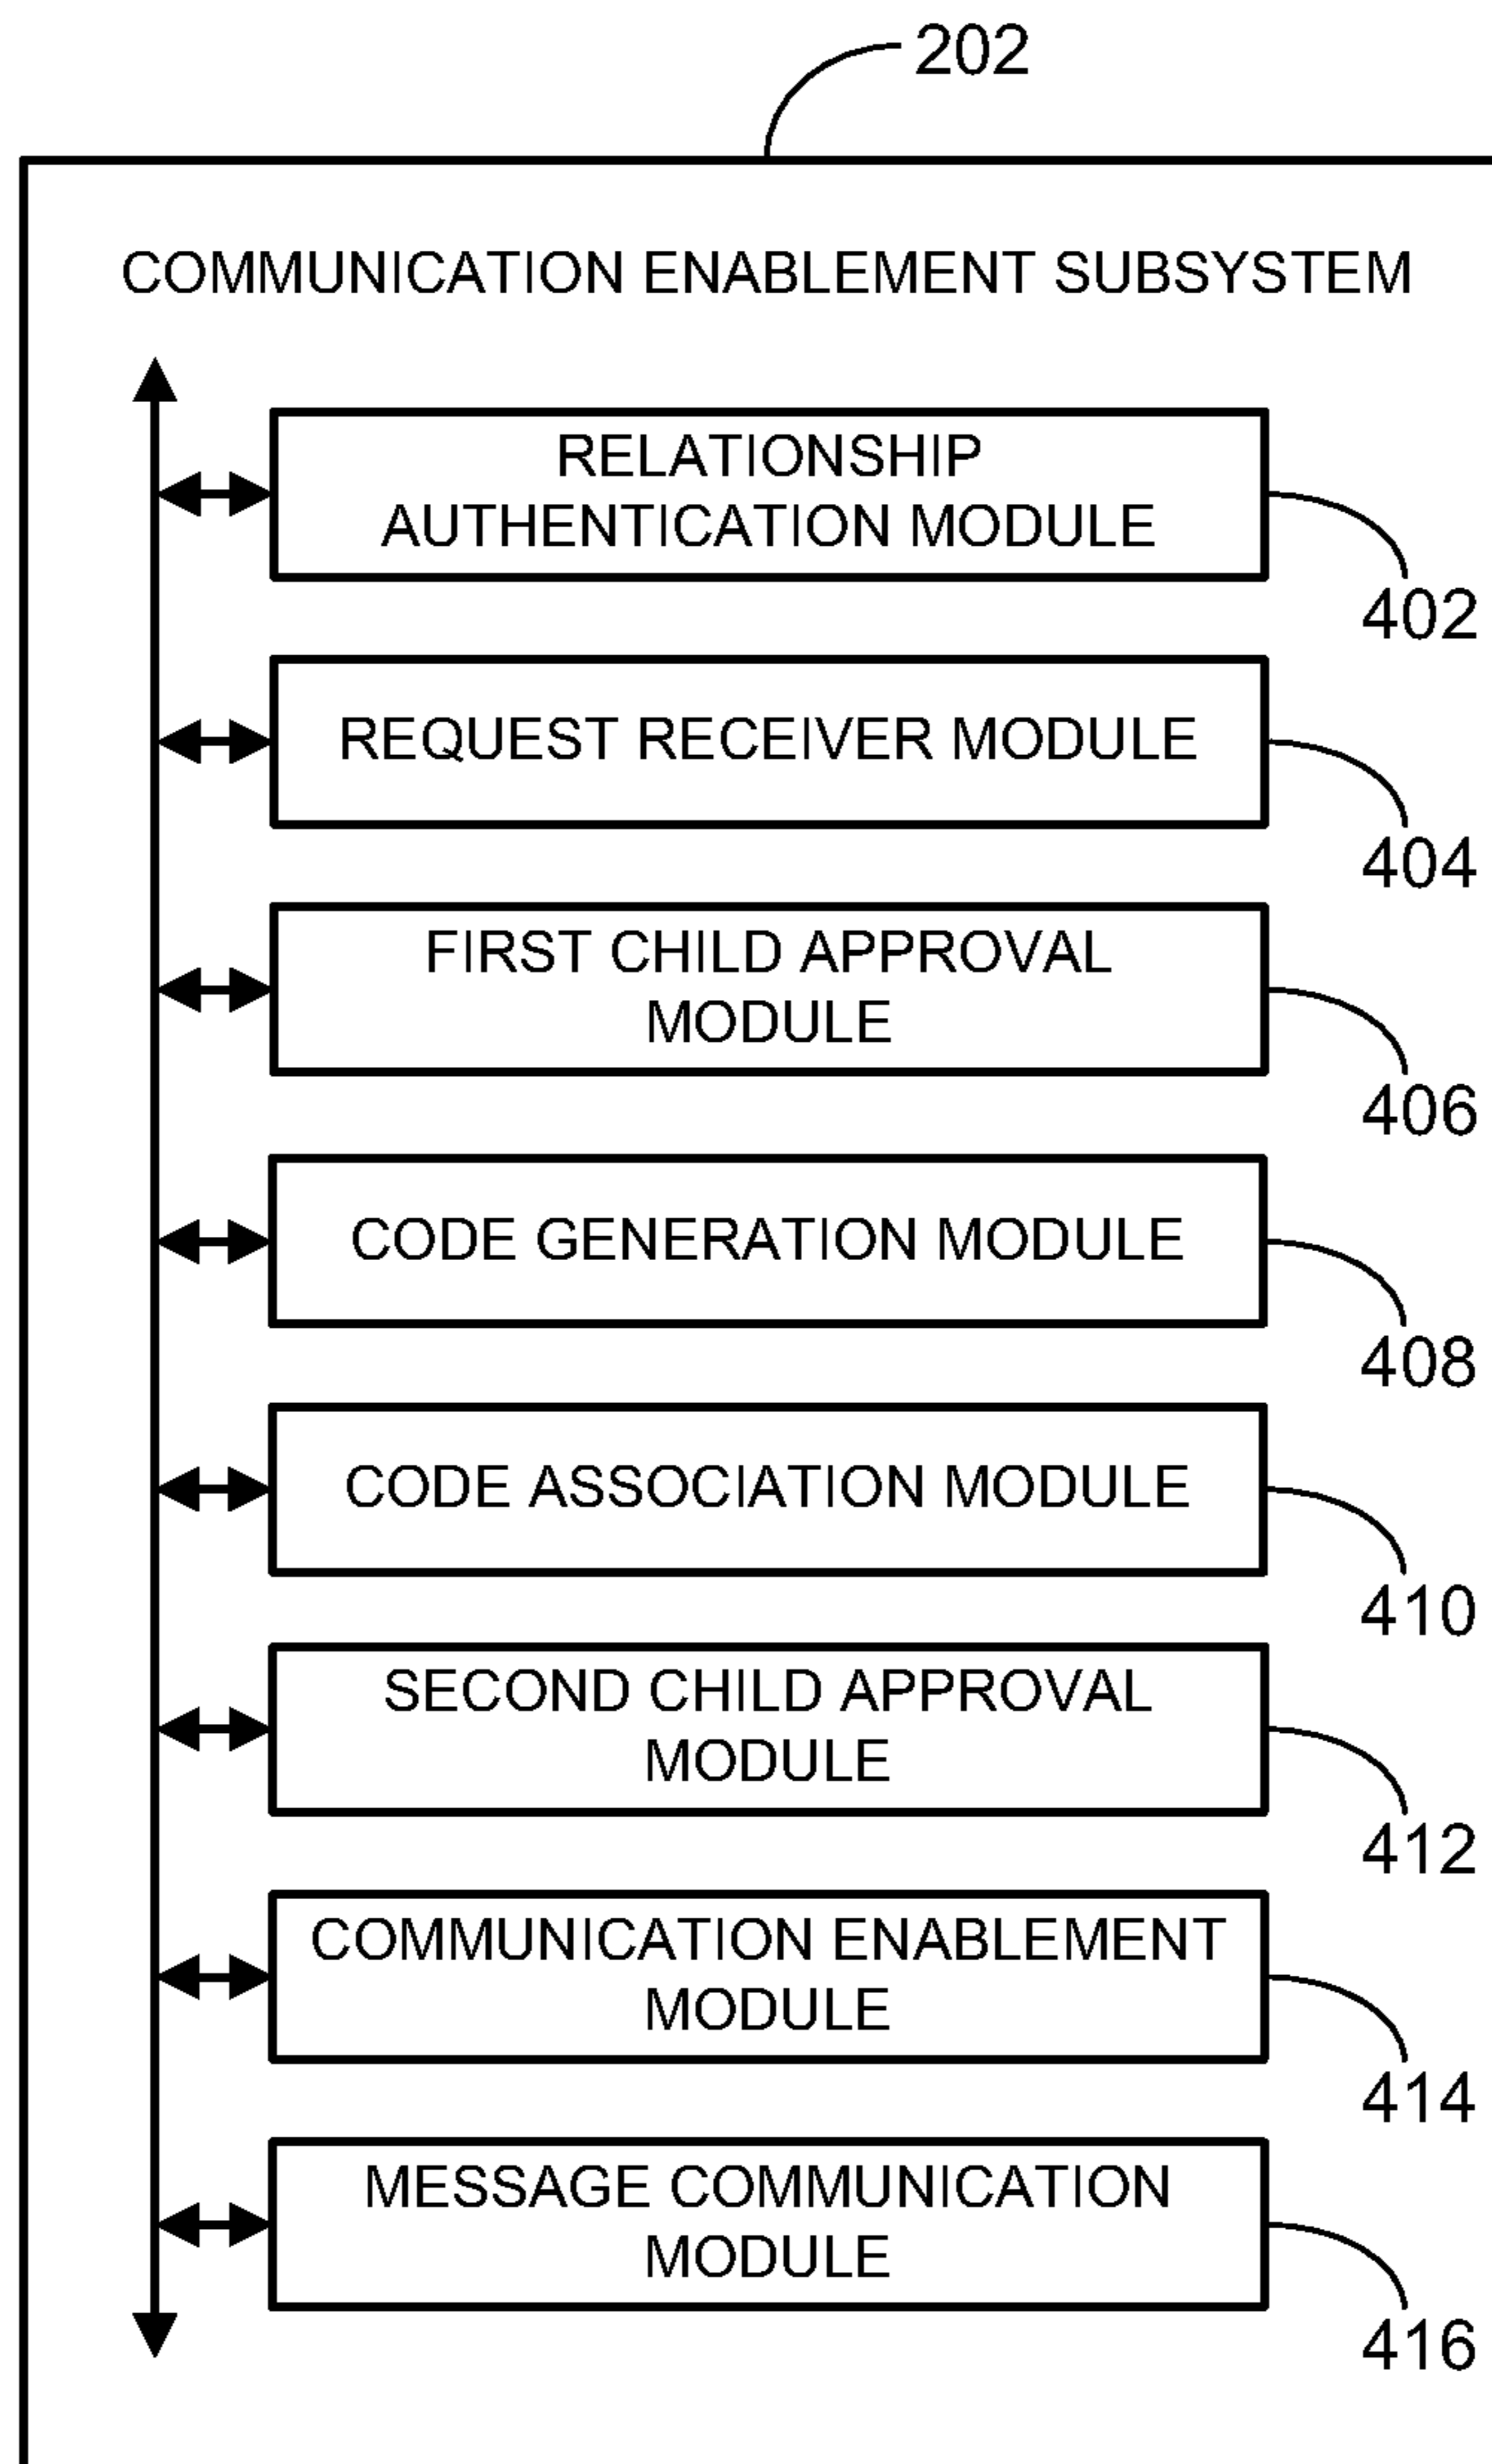 202
COMMUNICATION ENABLEMENT SUBSYSTEM
RELATIONSHIP
AUTHENTICATION MODULE
402
REQUEST RECEIVER MODULE
404
FIRST CHILD APPROVAL
MODULE
406
CODE GENERATION MODULE
408
CODE ASSOCIATION MODULE
410
SECOND CHILD APPROVAL
MODULE
412
COMMUNICATION ENABLEMENT
MODULE
414
MESSAGE COMMUNICATION
MODULE
416